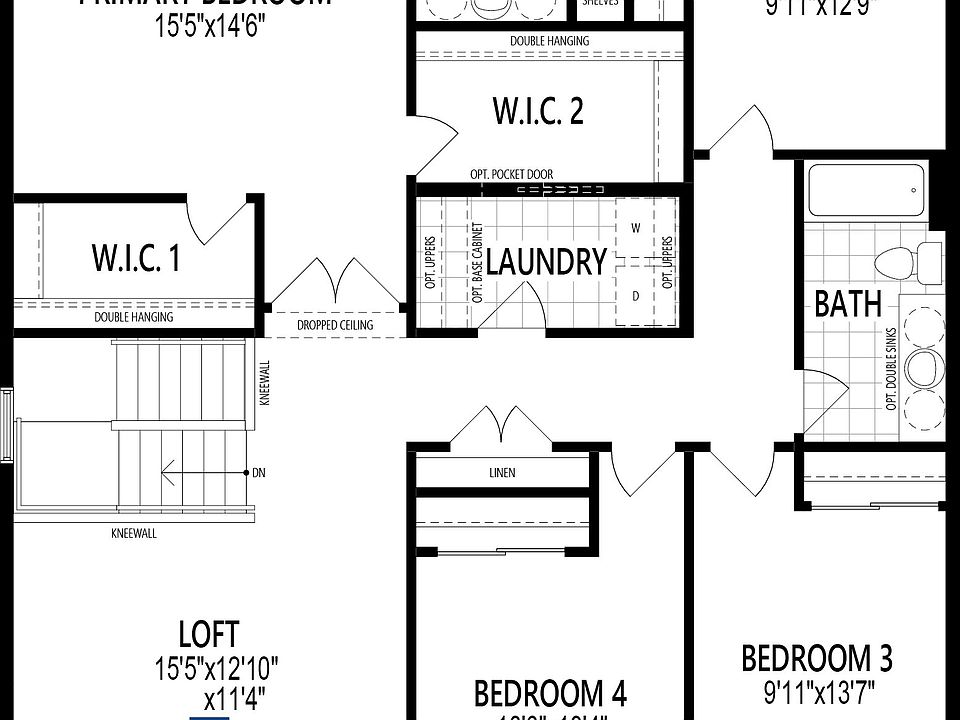 PRIMARY BEDROOM
15'5"x14'6"
SHELVES
9'11"x12'9"
DOUBLE HANGING
W.I.C. 2
OPT. POCKET DOOR
W.I.C. 1
DOUBLE HANGING
OPT. UPPERS
OPT. BASE CABINET
LAUNDRY
W
D
OPT. UPPERS
DROPPED CEILING
BATH
OPT. DOUBLE SINKS
KNEEWALL
DN
KNEEWALL
LINEN
LOFT
15'5"x12'10"
x11'4"
BEDROOM 4
BEDROOM 3
9'11"x13'7"